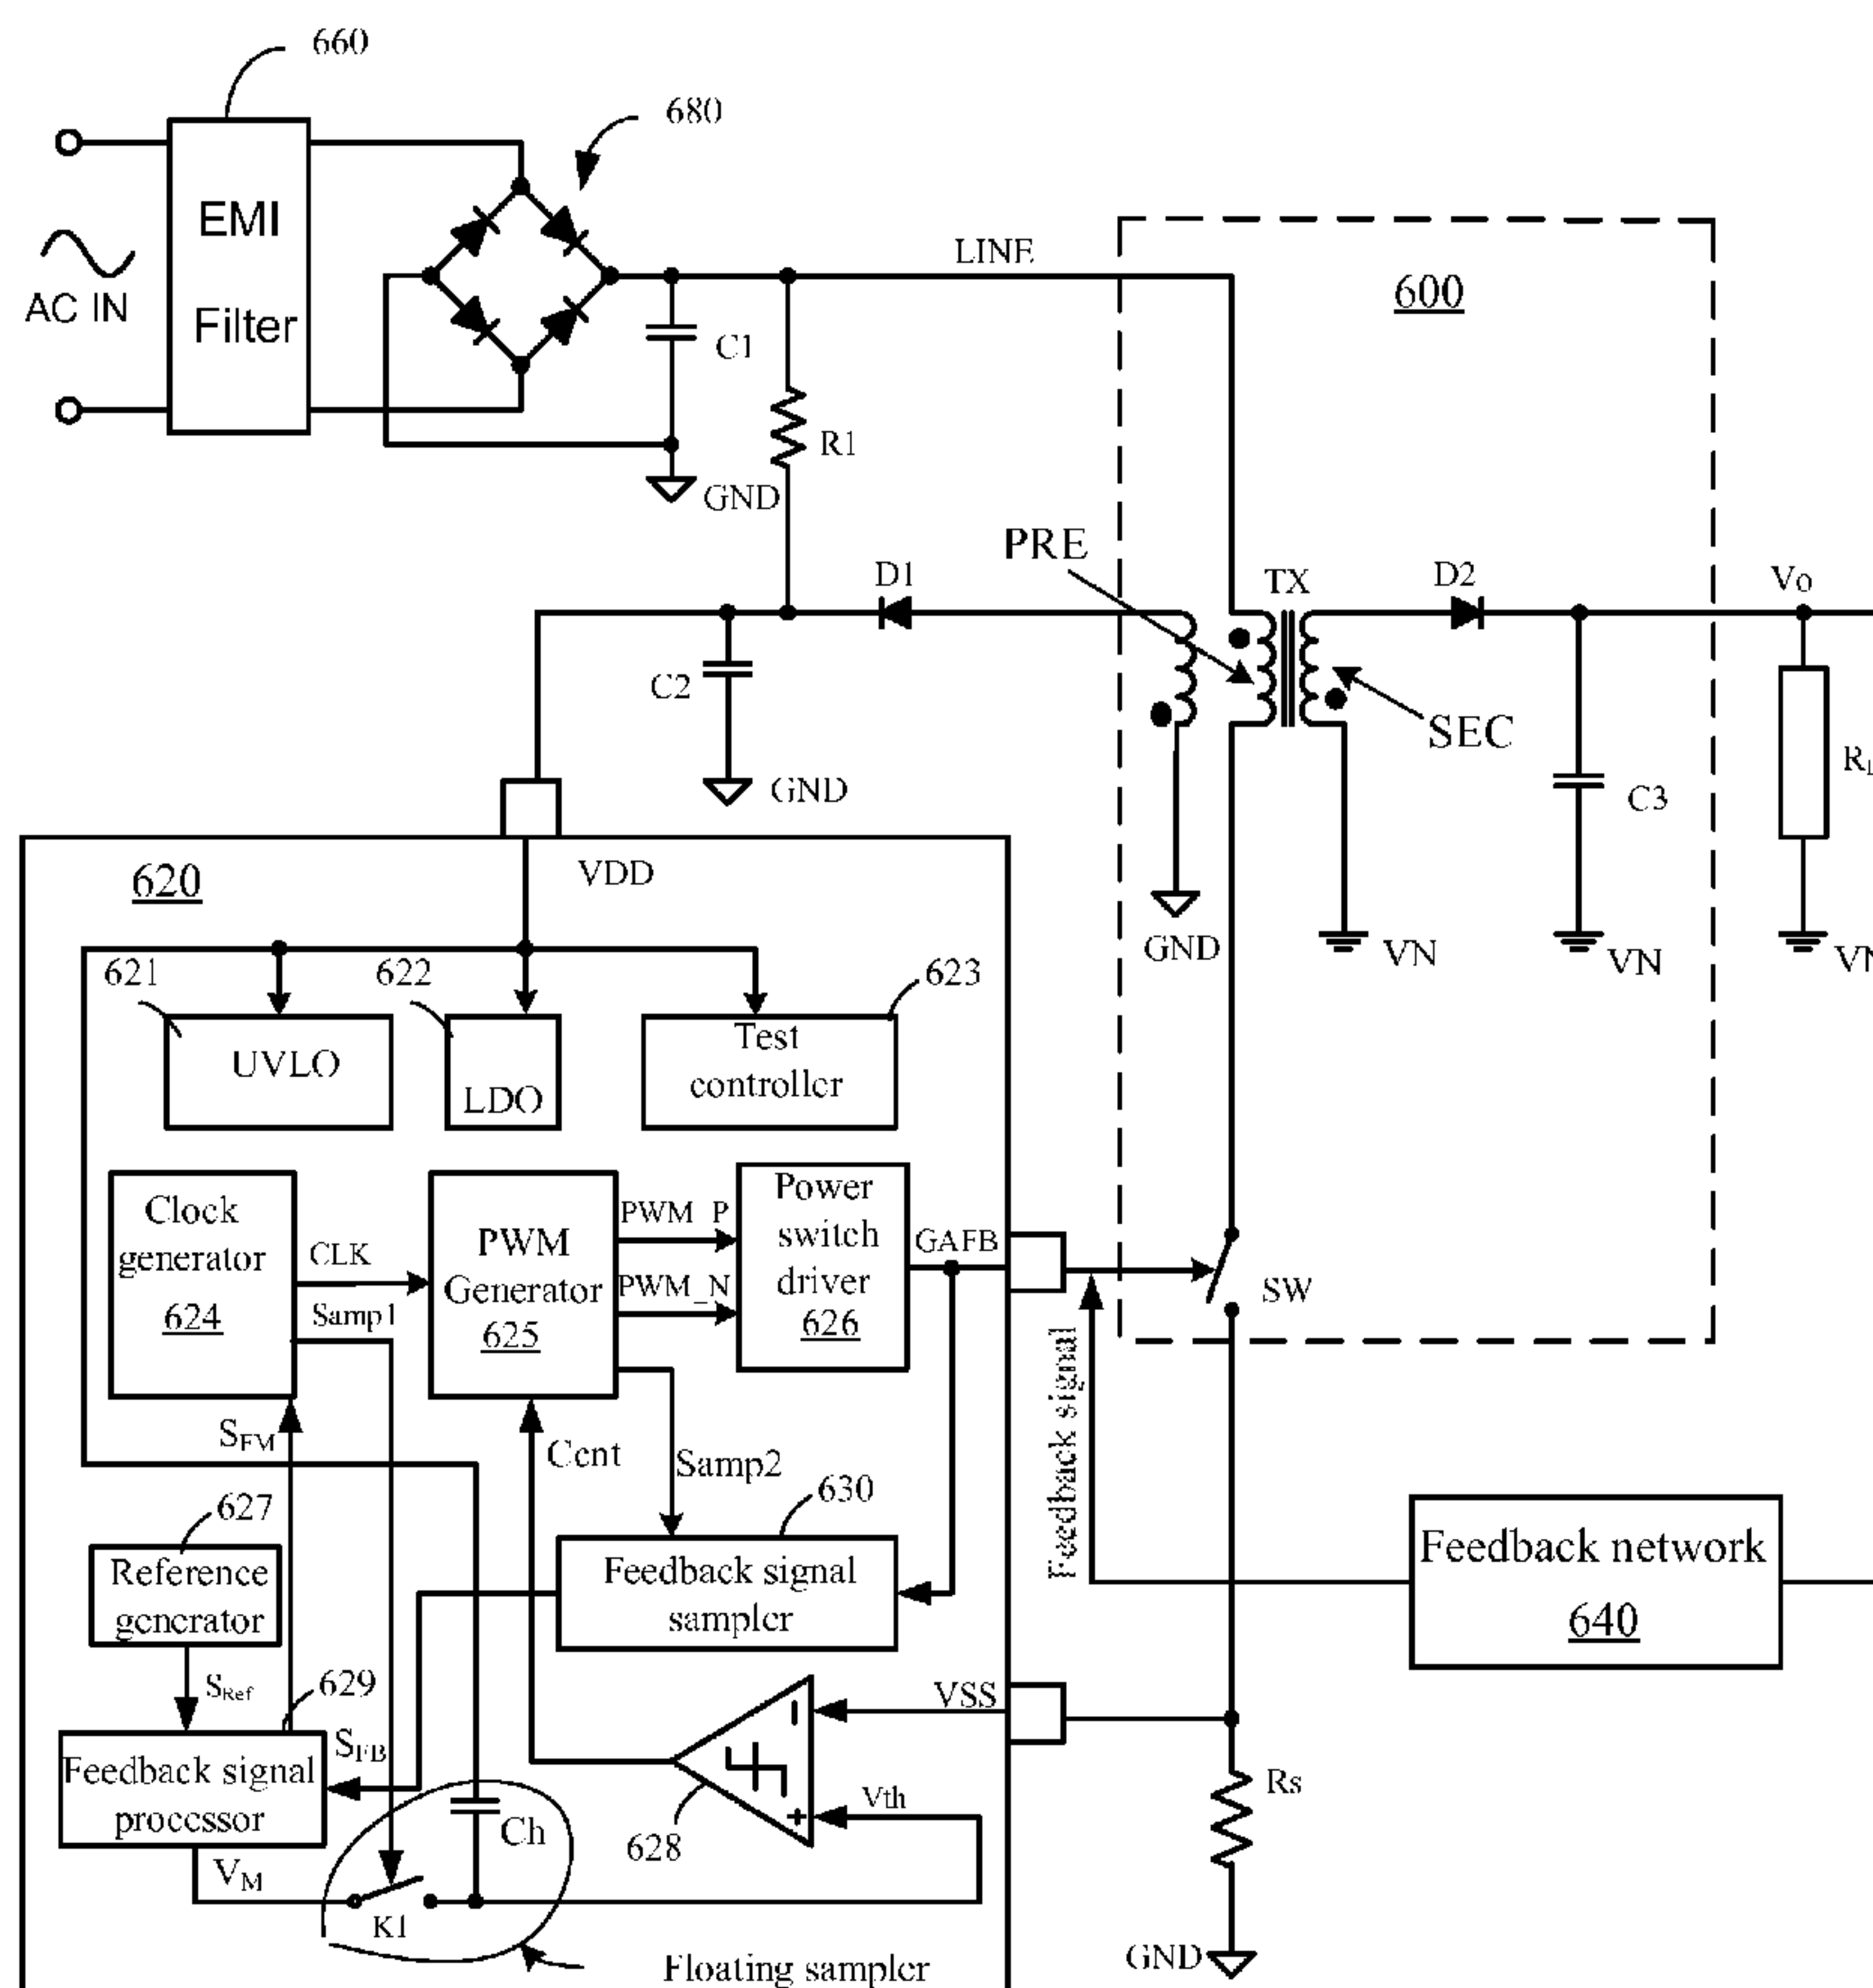 660
680
EMI
Filter
AC IN
LINE
600
C1
R1
GND
PRE
D1
TX
D2
Vo
C2
SEC
C3
GND
GND
VN
VN
620
VDD
621
622
623
UVLO
LDO
Test
controller
Clock
generator
624
CLK
Samp1
PWM
Generator
625
PWM_P
PWM_N
Power
switch
driver
626
GAFB
SW
Feedback signal
SFM
Ccnt
Samp2
630
627
Reference
generator
Feedback signal
sampler
Feedback network
640
SRef
629
SFB
Feedback signal
processor
VSS
Vth
628
Ch
Rs
VM
K1
GND
Floating sampler